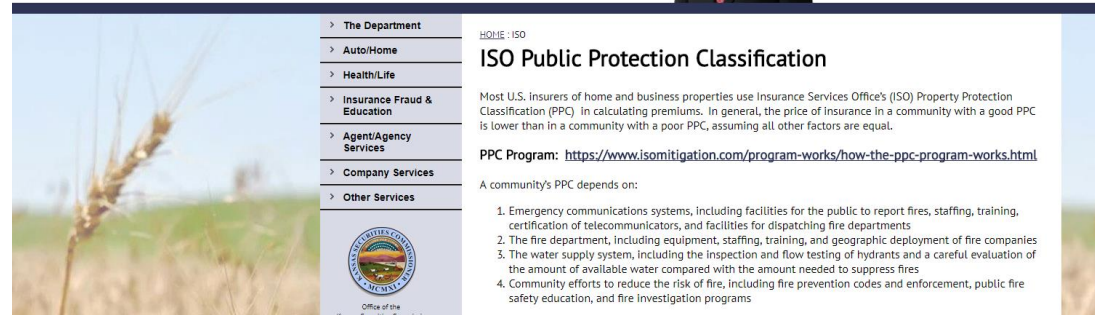 The Department
Auto/Home
Health/Life
Insurance Fraud &
Education
Agent/Agency
Services
Company Services
Other Services
Office of the
HOME : ISO
ISO Public Protection Classification
Most U.S. insurers of home and business properties use Insurance Services Office's (ISO) Property Protection
Classification (PPC) in calculating premiums. In general, the price of insurance in a community with a good PPC
is lower than in a community with a poor PPC, assuming all other factors are equal.
PPC Program: https://www.isomitigation.com/program-works/how-the-ppc-program-works.html
A community's PPC depends on:
1. Emergency communications systems, including facilities for the public to report fires, staffing, training,
certification of telecommunicators, and facilities for dispatching fire departments
2. The fire department, including equipment, staffing, training, and geographic deployment of fire companies
3. The water supply system, including the inspection and flow testing of hydrants and a careful evaluation of
the amount of available water compared with the amount needed to suppress fires
4. Community efforts to reduce the risk of fire, including fire prevention codes and enforcement, public fire
safety education, and fire investigation programs